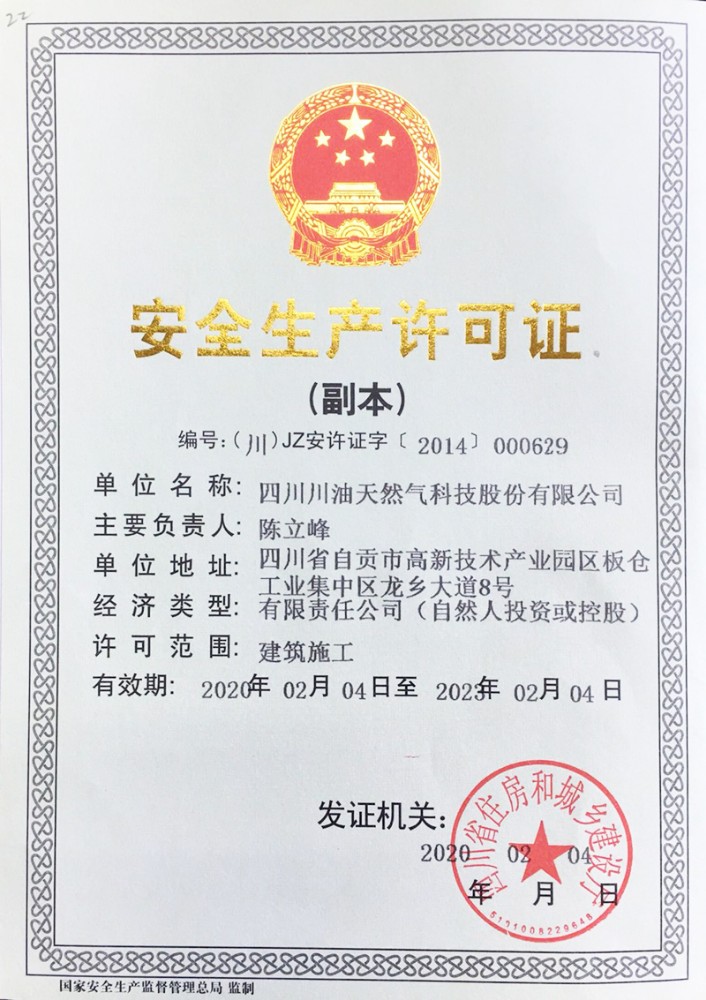 22
安全生产许可证
(副本)
编号:(川)JZ安许证字〔2014〕000629
单位名称: 四川川油天然气科技股份有限公司
主要负责人: 陈立峰
单位地址: 四川省自贡市高新技术产业园区板仓
工业集中区龙乡大道8号
经济类型: 有限责任公司（自然人投资或控股）
许可范围: 建筑施工
有效期: 2020年 02月 04日至 2023年 02月 04日
发证机关:
四川省住房和城乡建设厅
2020 02 04
年 月 日
5101008229648
国家安全生产监督管理总局 监制